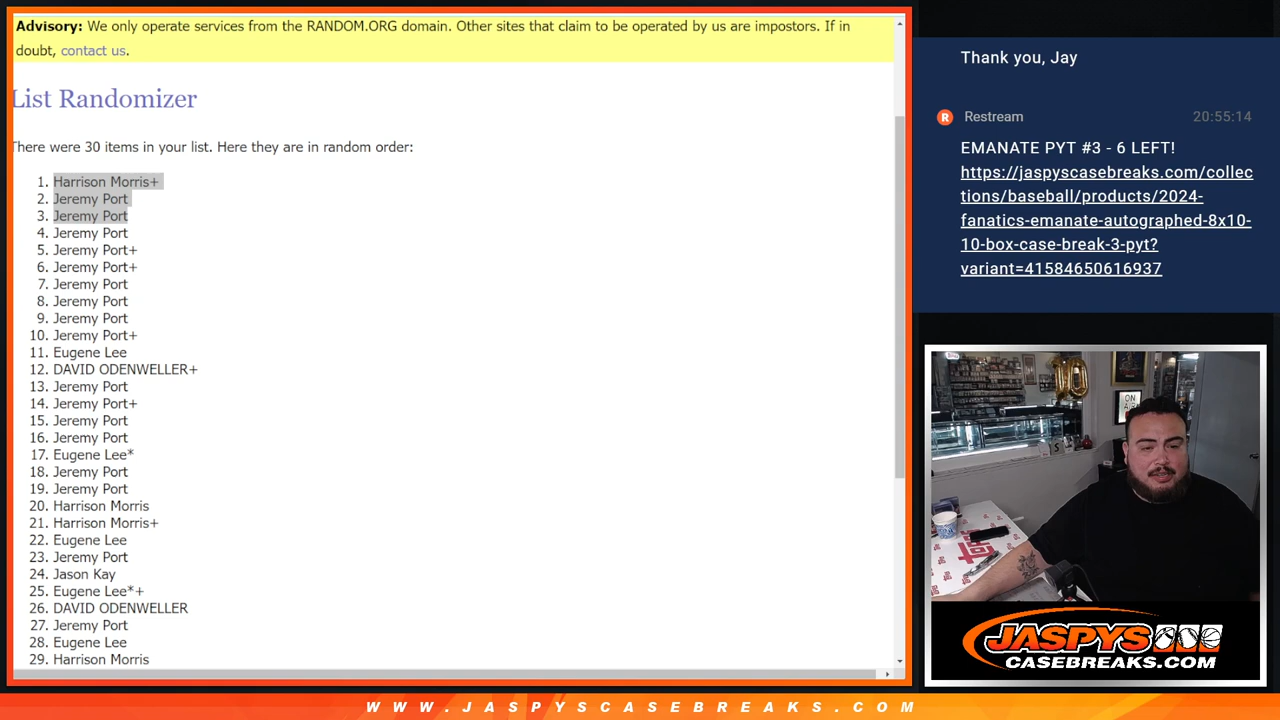 Advisory: We only operate services from the RANDOM.ORG domain. Other sites that claim to be operated by us are impostors. If in
doubt, contact us.
List Randomizer
There were 30 items in your list. Here they are in random order:
1. Harrison Morris+
2. Jeremy Port
3. Jeremy Port
4. Jeremy Port
5. Jeremy Port+
6. Jeremy Port+
7. Jeremy Port
8. Jeremy Port
9. Jeremy Port
10. Jeremy Port+
11. Eugene Lee
12. DAVID ODENWELLER+
13. Jeremy Port
14. Jeremy Port+
15. Jeremy Port
16. Jeremy Port
17. Eugene Lee*
18. Jeremy Port
19. Jeremy Port
20. Harrison Morris
21. Harrison Morris+
22. Eugene Lee
23. Jeremy Port
24. Jason Kay
25. Eugene Lee*+
26. DAVID ODENWELLER
27. Jeremy Port
28. Eugene Lee
29. Harrison Morris
Thank you, Jay
R Restream 20:55:14
EMANATE PYT #3 - 6 LEFT!
https://jaspyscasebreaks.com/collec
tions/baseball/products/2024-
fanatics-emanate-autographed-8x10-
10-box-case-break-3-pyt?
variant=41584650616937
10
ON
AIR
JASPYS
CASEBREAKS.COM
WWW.JASPYSCASEBREAKS.COM